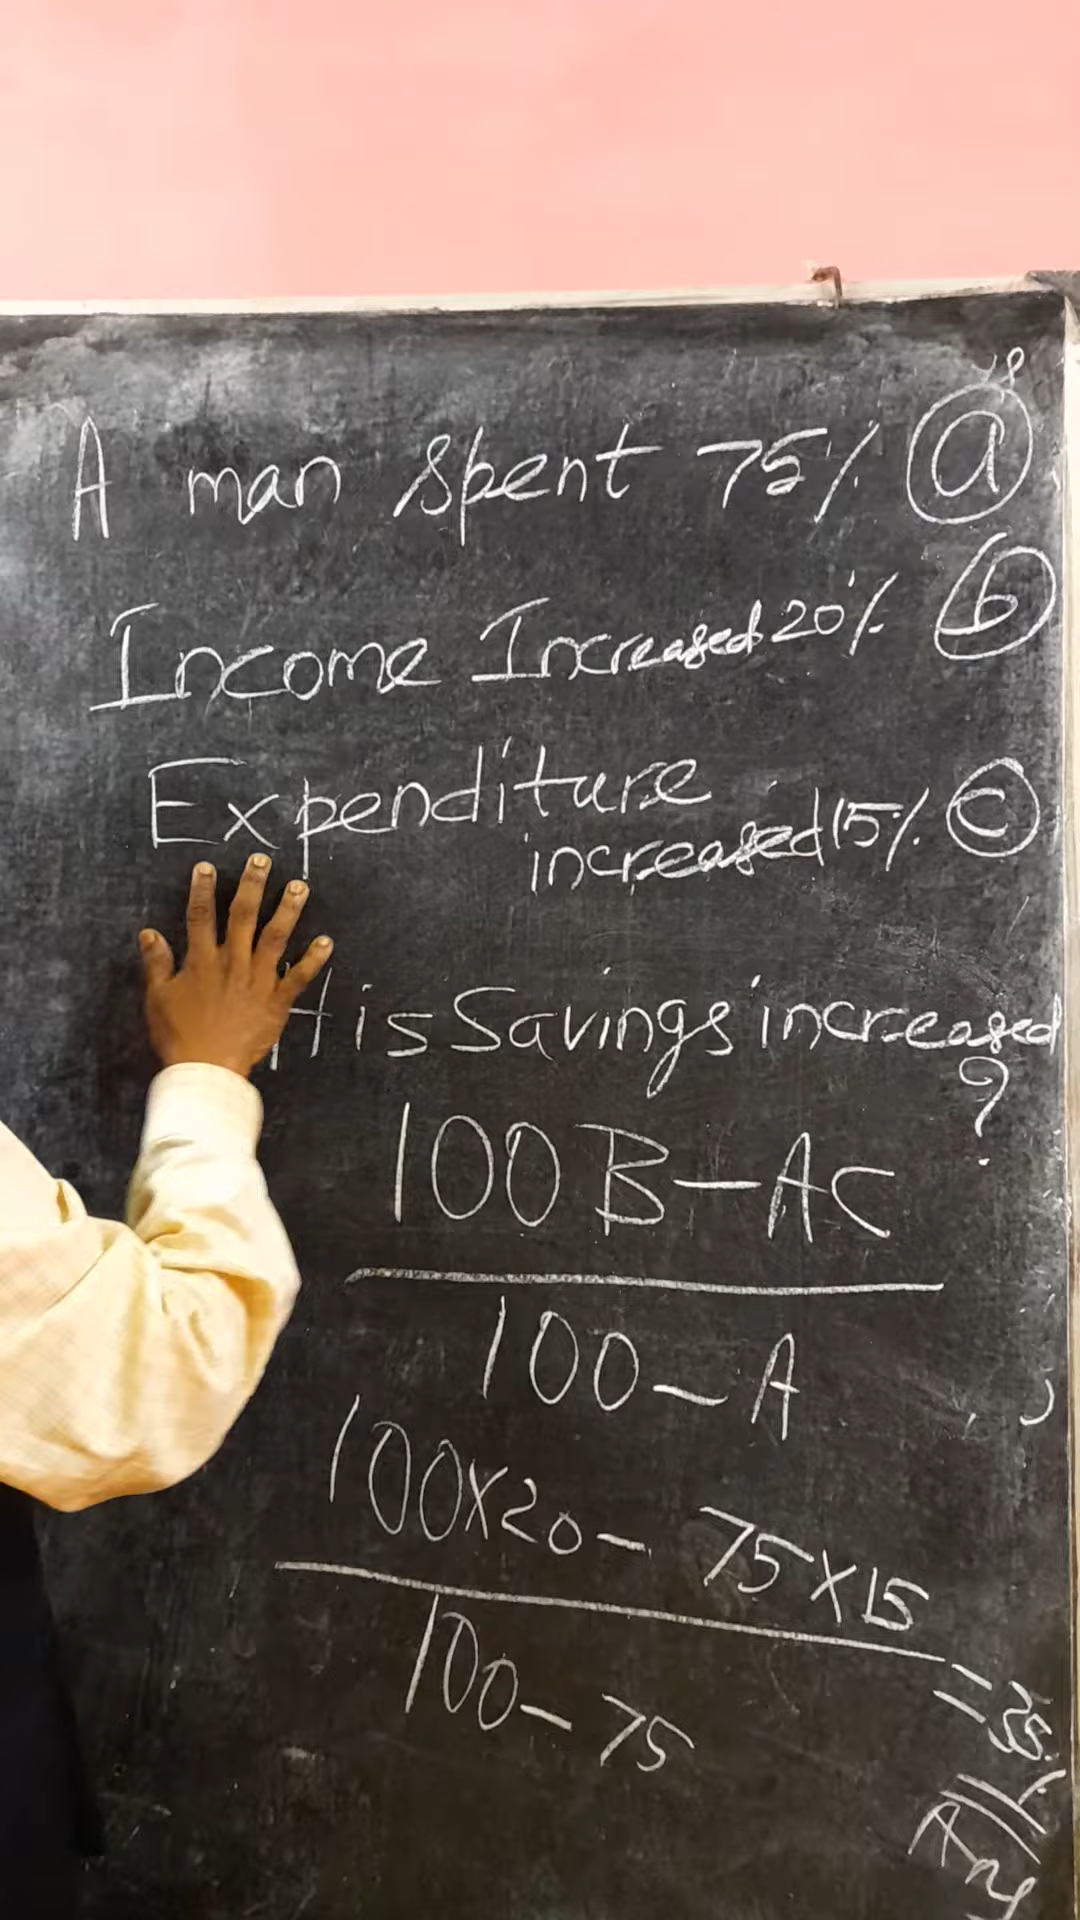 A man spent 75% (a)
Income Increased 20% (b)
Expenditure
increased 15% (c)
His Savings increased
?
100B-AC
100-A
100×20-75×15
100-75
=35%